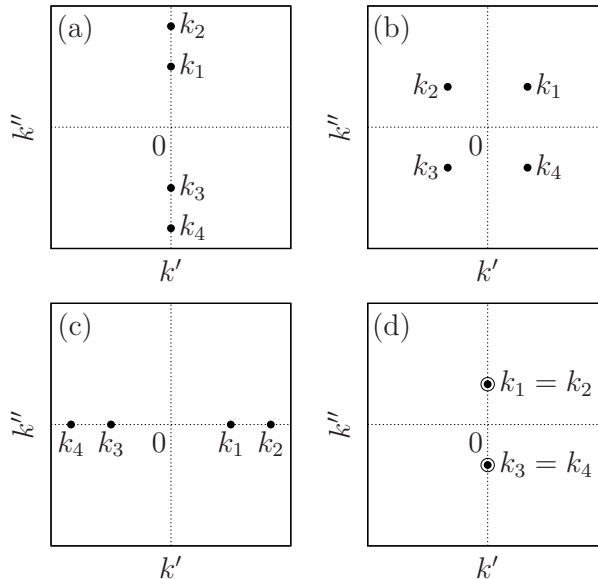 (a)
k₂
k₁
0
k₃
k₄
k″
k′
(b)
k₂
k₁
0
k₃
k₄
k″
k′
(c)
0
k₄
k₃
k₁
k₂
k″
k′
(d)
k₁ = k₂
0
k₃ = k₄
k″
k′